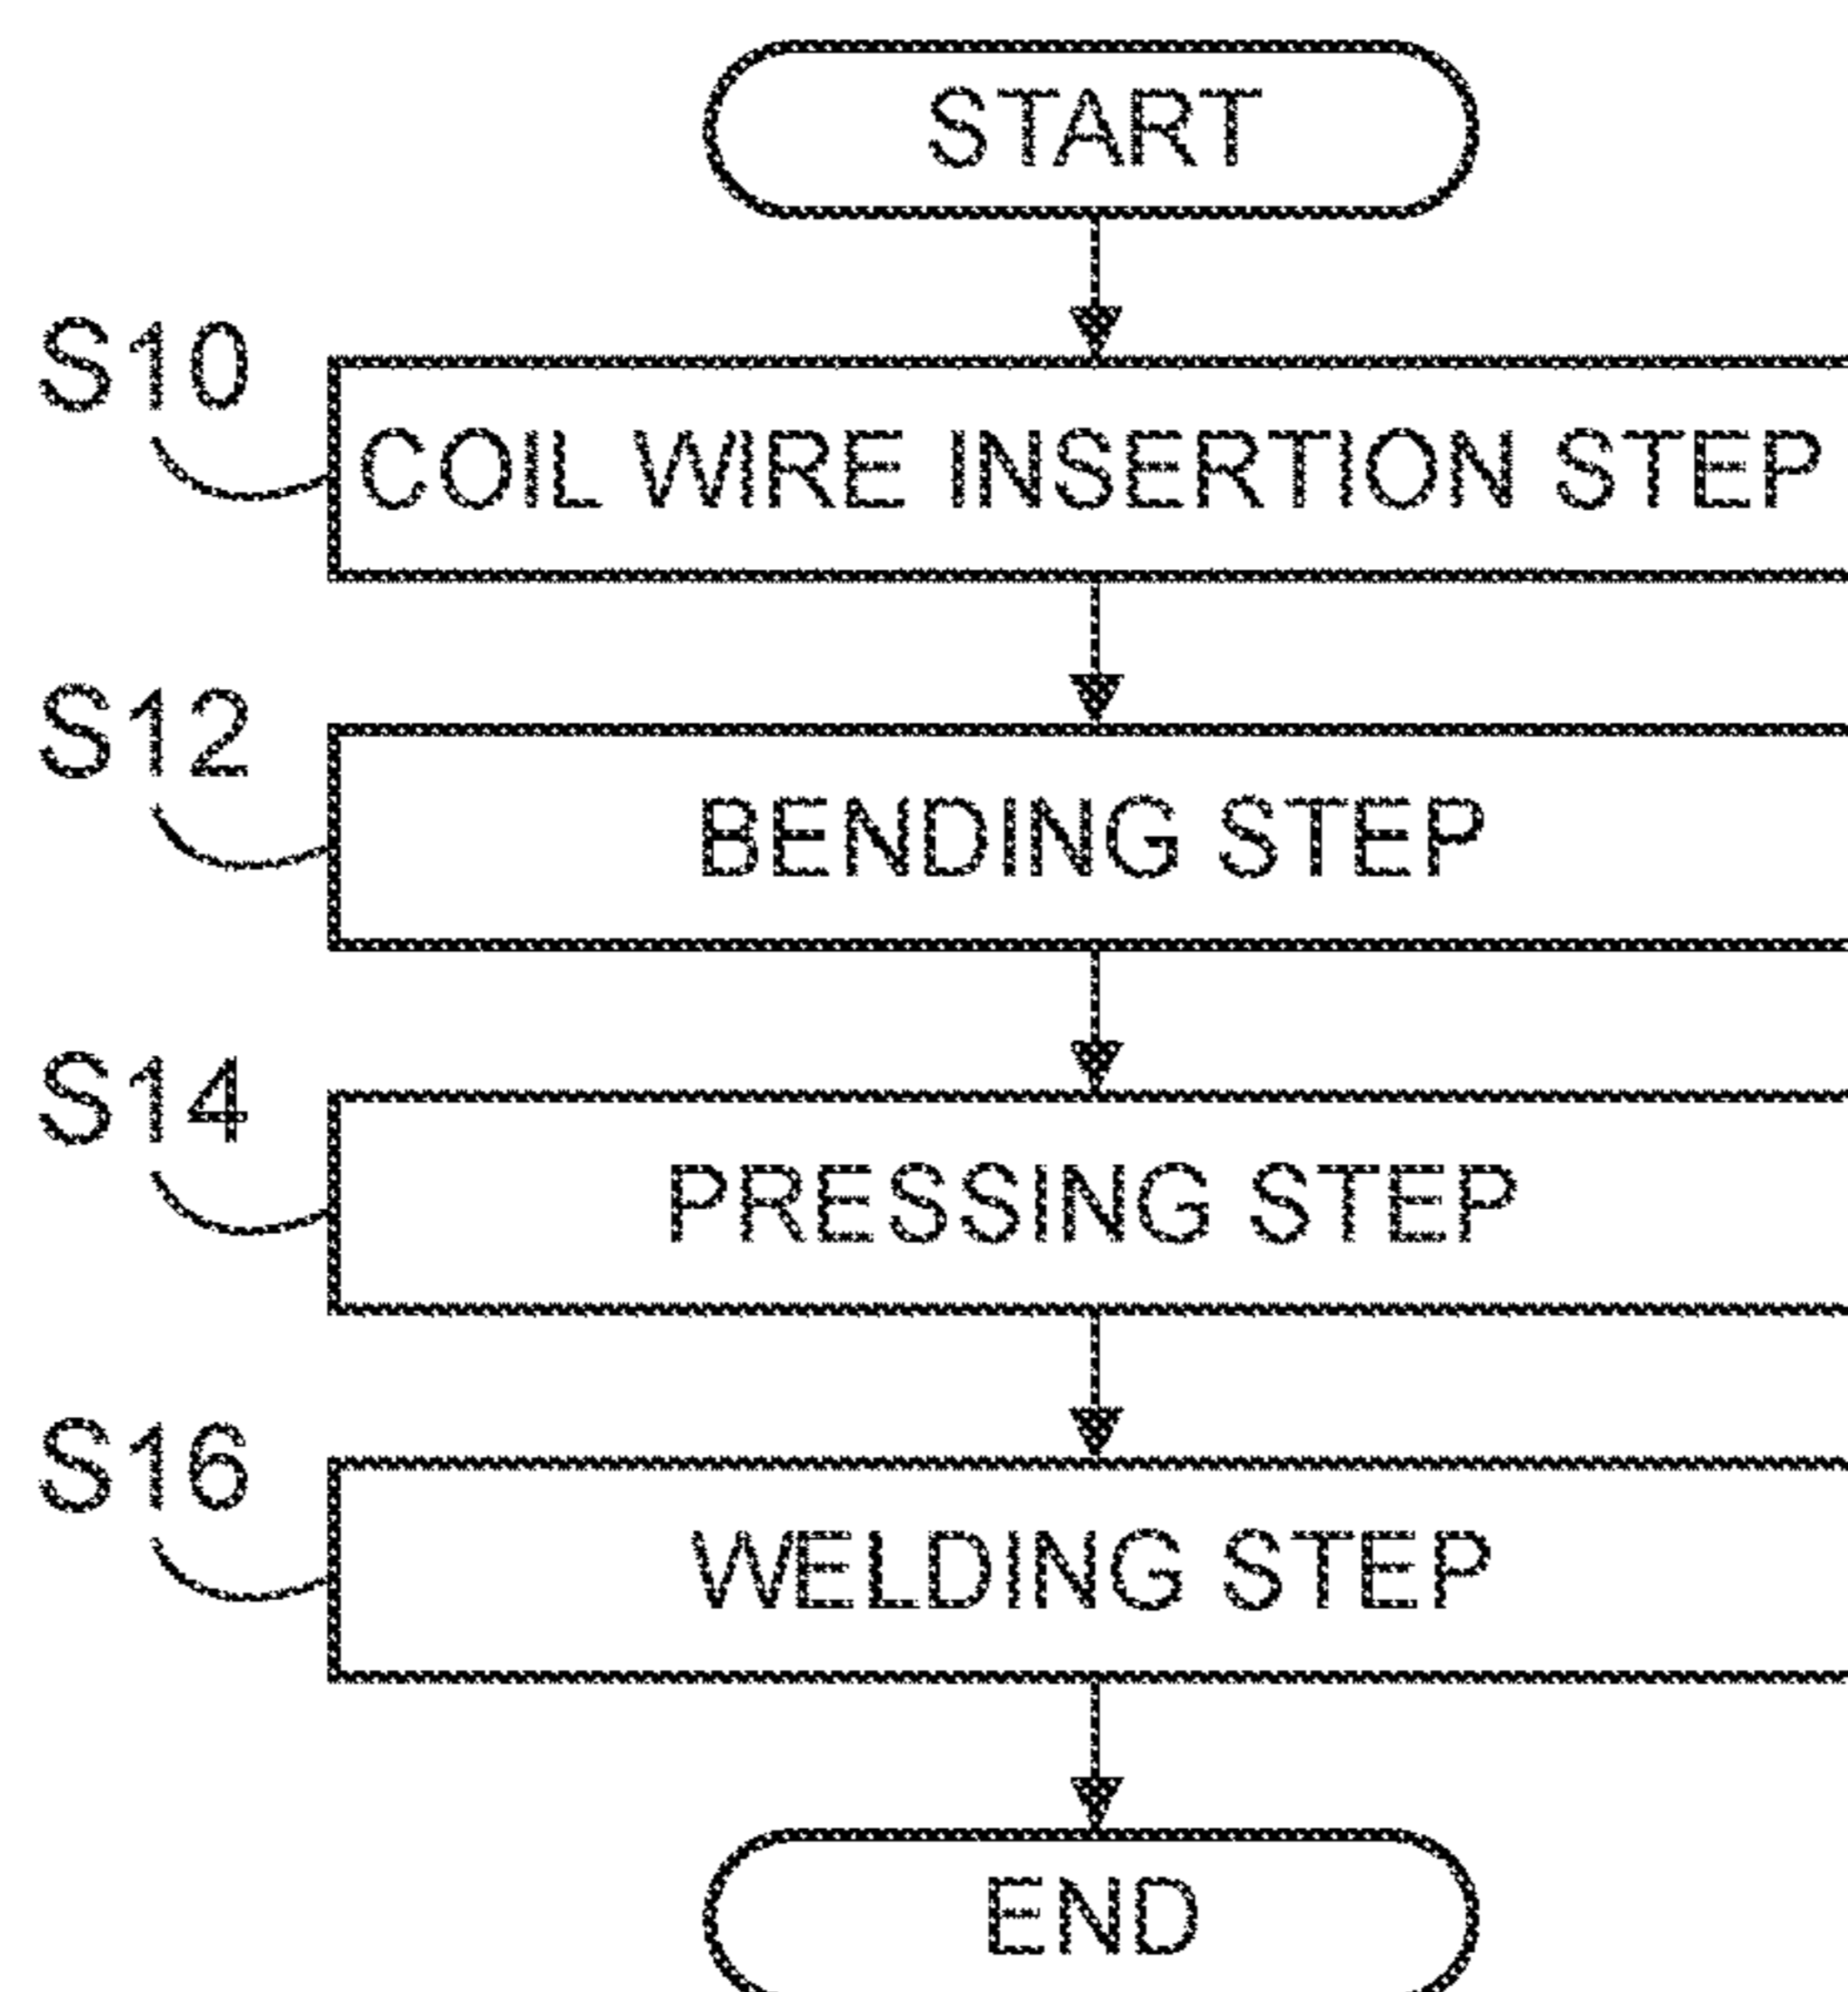 START
S10
COIL WIRE INSERTION STEP
S12
BENDING STEP
S14
PRESSING STEP
S16
WELDING STEP
END